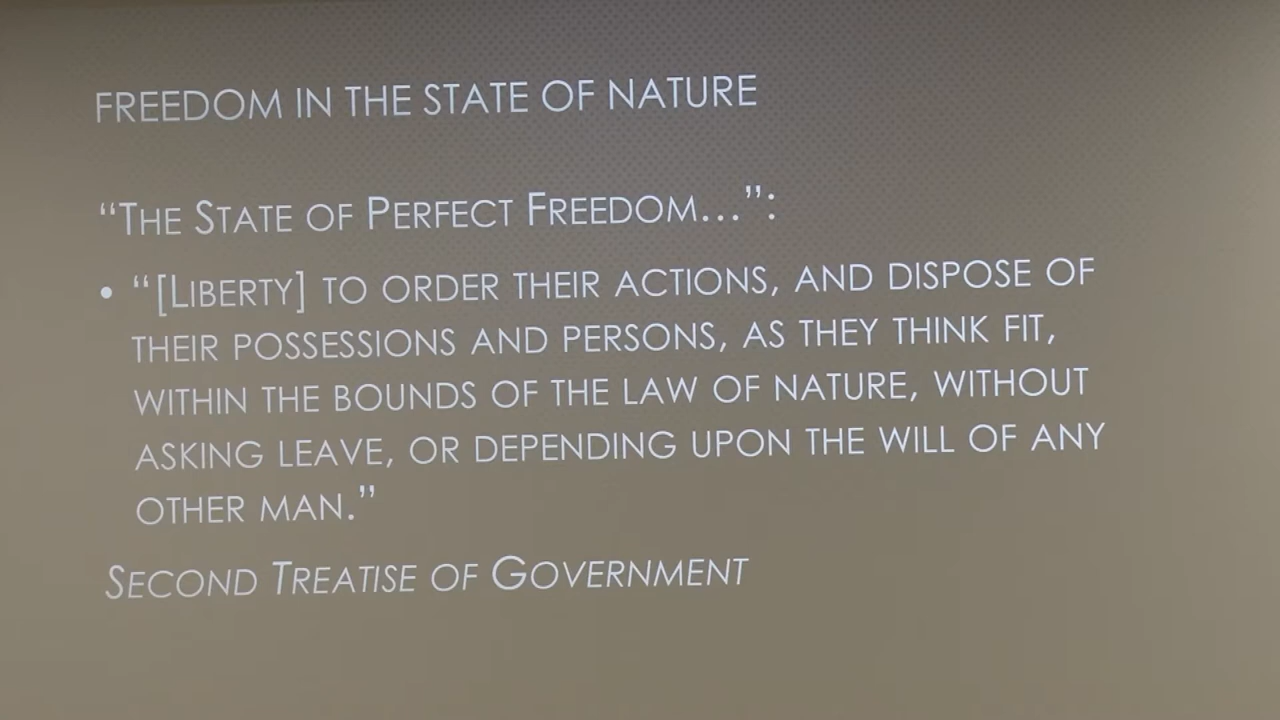 FREEDOM IN THE STATE OF NATURE
“THE STATE OF PERFECT FREEDOM…”:
• “[LIBERTY] TO ORDER THEIR ACTIONS, AND DISPOSE OF
THEIR POSSESSIONS AND PERSONS, AS THEY THINK FIT,
WITHIN THE BOUNDS OF THE LAW OF NATURE, WITHOUT
ASKING LEAVE, OR DEPENDING UPON THE WILL OF ANY
OTHER MAN.”
SECOND TREATISE OF GOVERNMENT